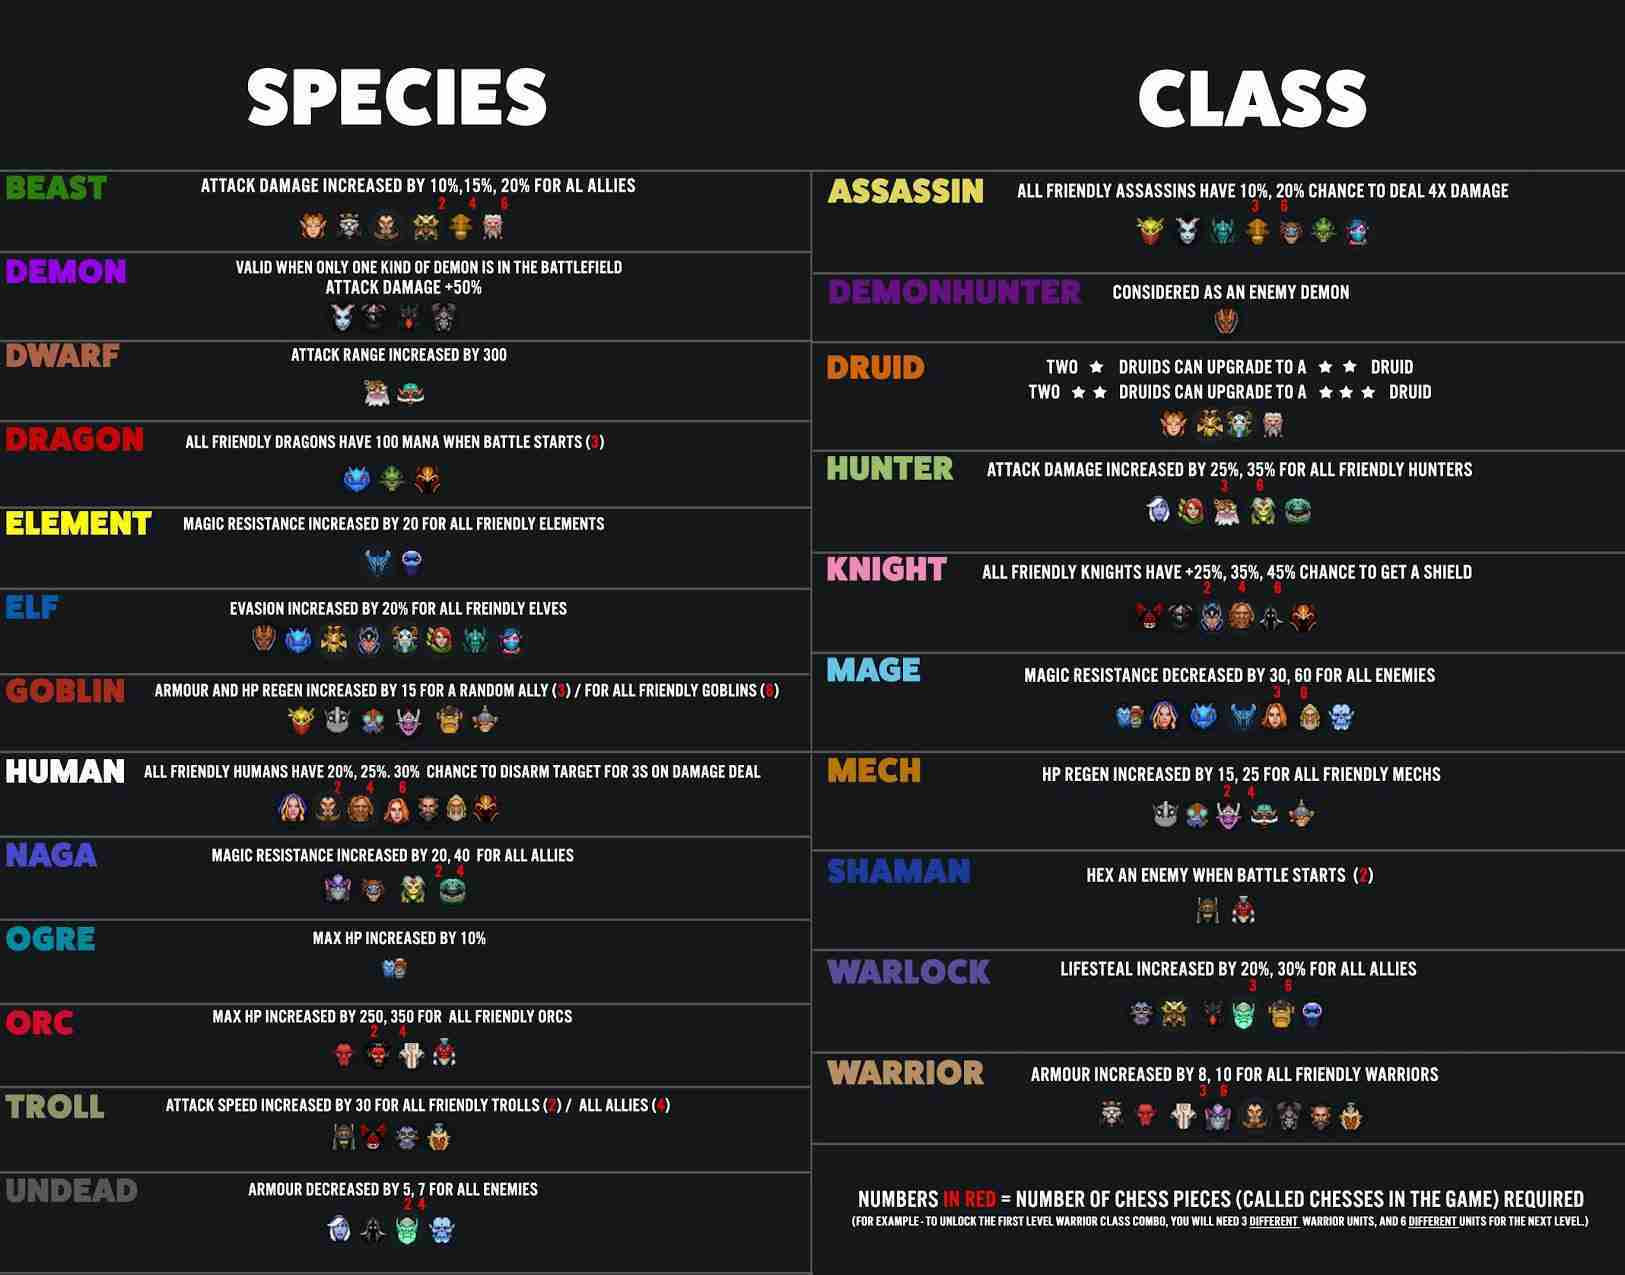 SPECIES
BEAST
ATTACK DAMAGE INCREASED BY 10%,15%, 20% FOR AL ALLIES
2 4 6
DEMON
VALID WHEN ONLY ONE KIND OF DEMON IS IN THE BATTLEFIELD
ATTACK DAMAGE +50%
DWARF
ATTACK RANGE INCREASED BY 300
DRAGON
ALL FRIENDLY DRAGONS HAVE 100 MANA WHEN BATTLE STARTS (3)
ELEMENT
MAGIC RESISTANCE INCREASED BY 20 FOR ALL FRIENDLY ELEMENTS
ELF
EVASION INCREASED BY 20% FOR ALL FREINDLY ELVES
GOBLIN
ARMOUR AND HP REGEN INCREASED BY 15 FOR A RANDOM ALLY (3) / FOR ALL FRIENDLY GOBLINS (6)
HUMAN
ALL FRIENDLY HUMANS HAVE 20%, 25%. 30% CHANCE TO DISARM TARGET FOR 3S ON DAMAGE DEAL
2 4 6
NAGA
MAGIC RESISTANCE INCREASED BY 20, 40 FOR ALL ALLIES
2 4
OGRE
MAX HP INCREASED BY 10%
ORC
MAX HP INCREASED BY 250, 350 FOR ALL FRIENDLY ORCS
2 4
TROLL
ATTACK SPEED INCREASED BY 30 FOR ALL FRIENDLY TROLLS (2) / ALL ALLIES (4)
UNDEAD
ARMOUR DECREASED BY 5, 7 FOR ALL ENEMIES
2 4
CLASS
ASSASSIN
ALL FRIENDLY ASSASSINS HAVE 10%, 20% CHANCE TO DEAL 4X DAMAGE
3 6
DEMONHUNTER
CONSIDERED AS AN ENEMY DEMON
DRUID
TWO ★ DRUIDS CAN UPGRADE TO A ★ ★ DRUID
TWO ★ ★ DRUIDS CAN UPGRADE TO A ★ ★ ★ DRUID
HUNTER
ATTACK DAMAGE INCREASED BY 25%, 35% FOR ALL FRIENDLY HUNTERS
3 6
KNIGHT
ALL FRIENDLY KNIGHTS HAVE +25%, 35%, 45% CHANCE TO GET A SHIELD
2 4 6
MAGE
MAGIC RESISTANCE DECREASED BY 30, 60 FOR ALL ENEMIES
3 6
MECH
HP REGEN INCREASED BY 15, 25 FOR ALL FRIENDLY MECHS
2 4
SHAMAN
HEX AN ENEMY WHEN BATTLE STARTS (2)
WARLOCK
LIFESTEAL INCREASED BY 20%, 30% FOR ALL ALLIES
3 6
WARRIOR
ARMOUR INCREASED BY 8, 10 FOR ALL FRIENDLY WARRIORS
3 6
NUMBERS IN RED = NUMBER OF CHESS PIECES (CALLED CHESSES IN THE GAME) REQUIRED
(FOR EXAMPLE - TO UNLOCK THE FIRST LEVEL WARRIOR CLASS COMBO, YOU WILL NEED 3 DIFFERENT WARRIOR UNITS, AND 6 DIFFERENT UNITS FOR THE NEXT LEVEL.)